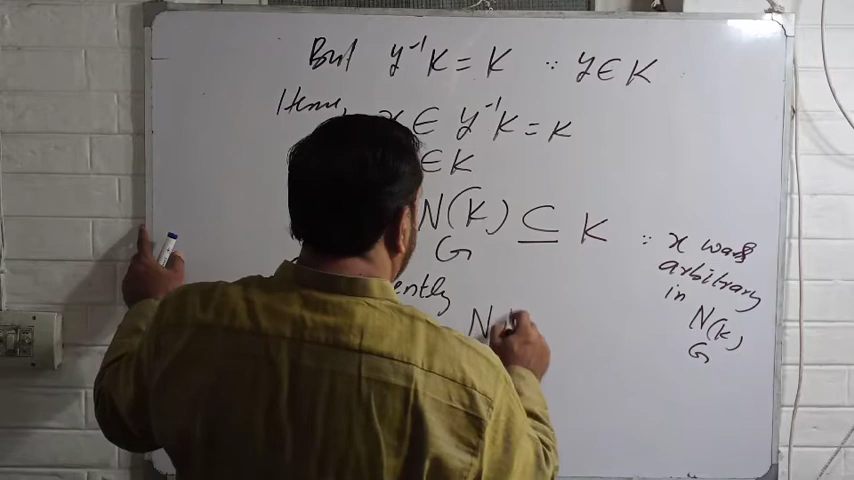 But y⁻¹K = K ∵ y ∈ K
Hence, x ∈ y⁻¹K = K
∈ K
N(K) ⊆ K ∵ x was
G
arbitrary
in
N(K)
G
ently
N